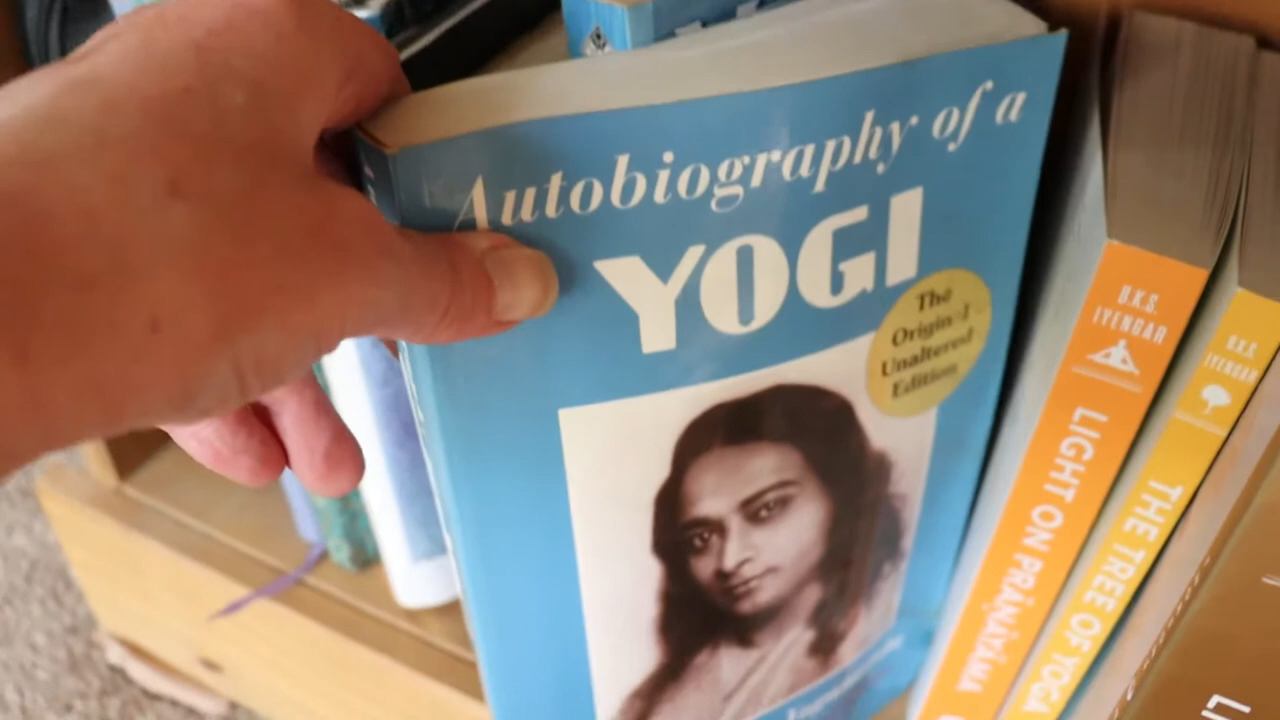 Autobiography of a
YOGI
The
Original
Unaltered
Edition
B.K.S.
IYENGAR
LIGHT ON PRĀṆĀYĀMA
B.K.S.
IYENGAR
THE TREE OF YOGA